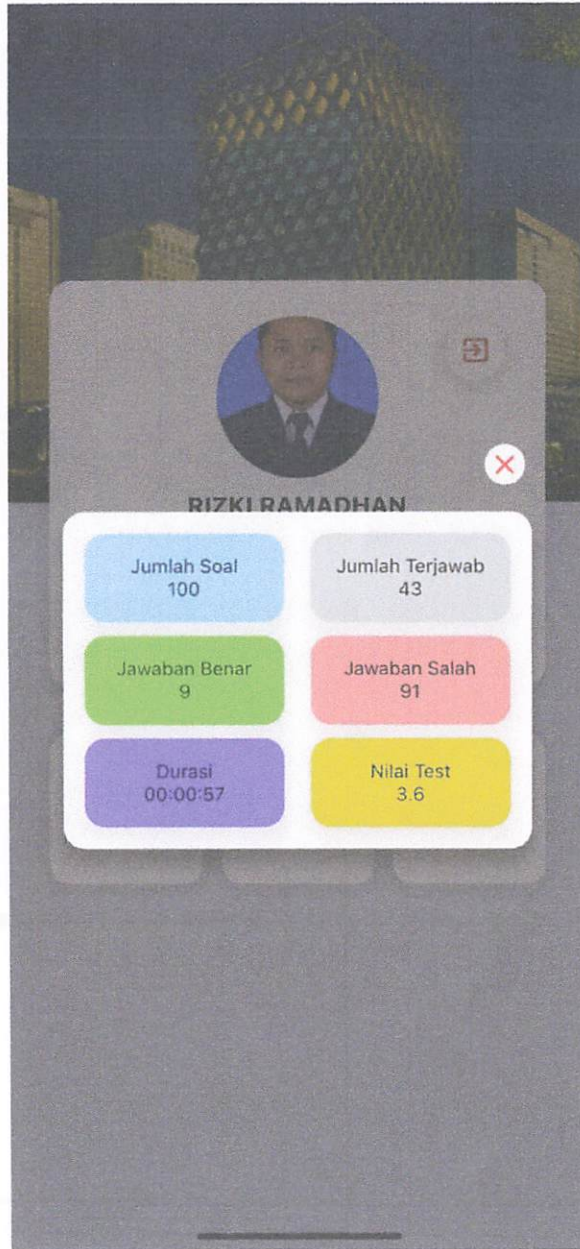 RIZKI RAMADHAN
Jumlah Soal
100
Jumlah Terjawab
43
Jawaban Benar
9
Jawaban Salah
91
Durasi
00:00:57
Nilai Test
3.6